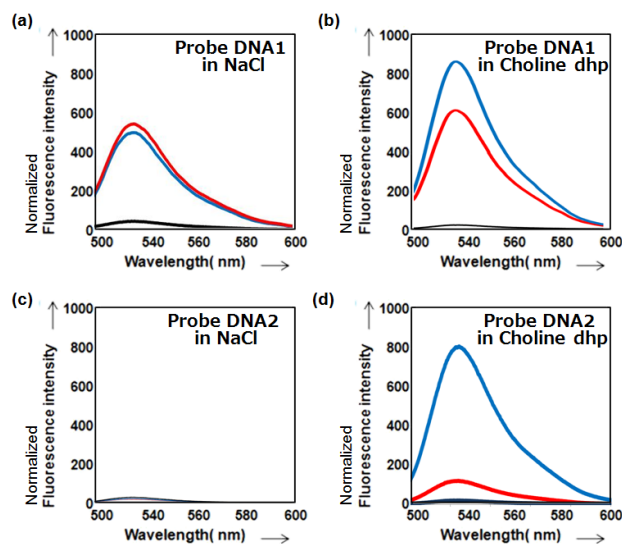 (a)
Normalized
Fluorescence intensity
1000
800
600
400
200
0
Probe DNA1
in NaCl
500 540 560 580 600
Wavelength( nm)
(b)
Normalized
Fluorescence intensity
1000
800
600
400
200
0
Probe DNA1
in Choline dhp
500 540 560 580 600
Wavelength( nm)
(c)
Normalized
Fluorescence intensity
1000
800
600
400
200
0
Probe DNA2
in NaCl
500 540 560 580 600
Wavelength( nm)
(d)
Normalized
Fluorescence intensity
1000
800
600
400
200
0
Probe DNA2
in Choline dhp
500 540 560 580 600
Wavelength( nm)